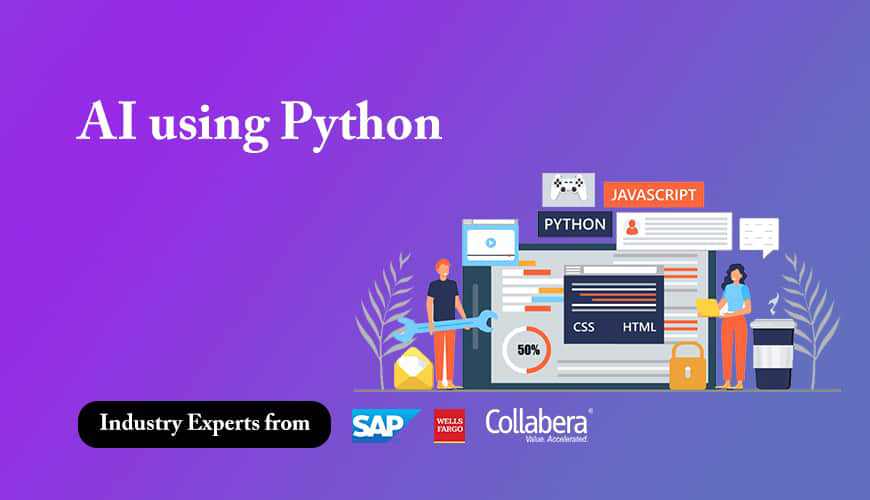 AI using Python
JAVASCRIPT
PYTHON
CSS HTML
50%
Industry Experts from
SAP
WELLS
FARGO
Collabera®
Value. Accelerated.